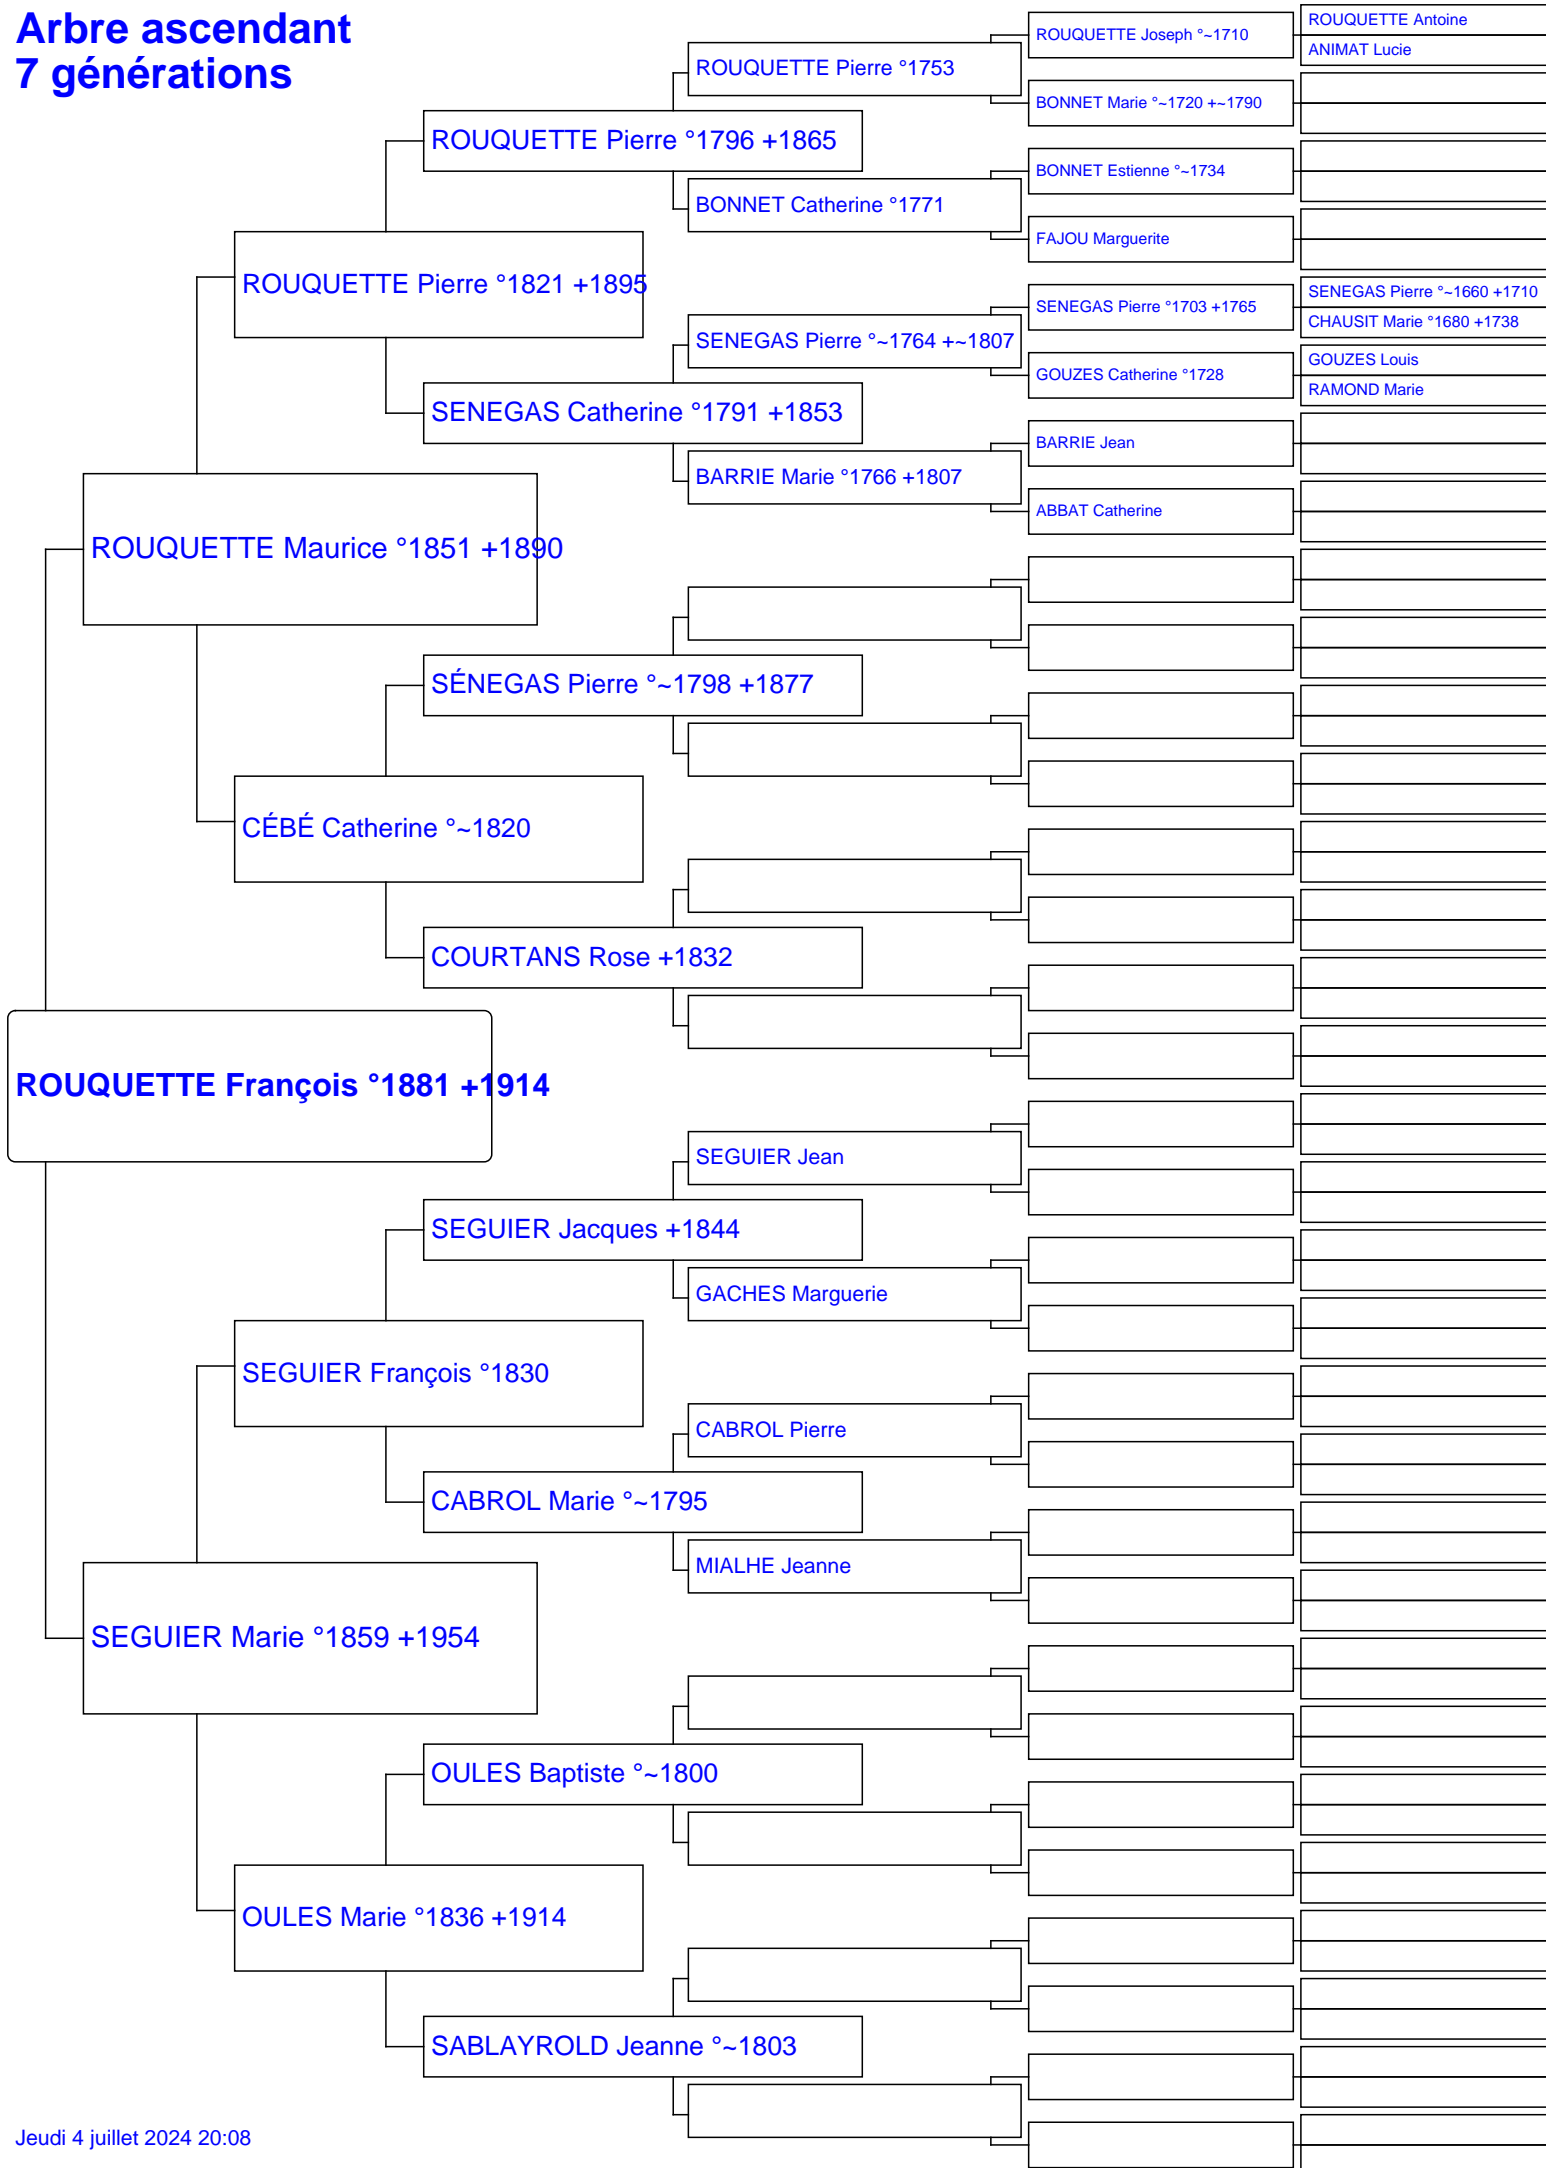 Arbre ascendant
7 générations
ROUQUETTE Antoine
ROUQUETTE Joseph °~1710
ANIMAT Lucie
ROUQUETTE Pierre °1753
BONNET Marie °~1720 +~1790
ROUQUETTE Pierre °1796 +1865
BONNET Estienne °~1734
BONNET Catherine °1771
FAJOU Marguerite
ROUQUETTE Pierre °1821 +1895
SENEGAS Pierre °~1660 +1710
SENEGAS Pierre °1703 +1765
CHAUSIT Marie °1680 +1738
SENEGAS Pierre °~1764 +~1807
GOUZES Louis
GOUZES Catherine °1728
RAMOND Marie
SENEGAS Catherine °1791 +1853
BARRIE Jean
BARRIE Marie °1766 +1807
ABBAT Catherine
ROUQUETTE Maurice °1851 +1890
SÉNEGAS Pierre °~1798 +1877
CÉBÉ Catherine °~1820
COURTANS Rose +1832
ROUQUETTE François °1881 +1914
SEGUIER Jean
SEGUIER Jacques +1844
GACHES Marguerie
SEGUIER François °1830
CABROL Pierre
CABROL Marie °~1795
MIALHE Jeanne
SEGUIER Marie °1859 +1954
OULES Baptiste °~1800
OULES Marie °1836 +1914
SABLAYROLD Jeanne °~1803
Jeudi 4 juillet 2024 20:08